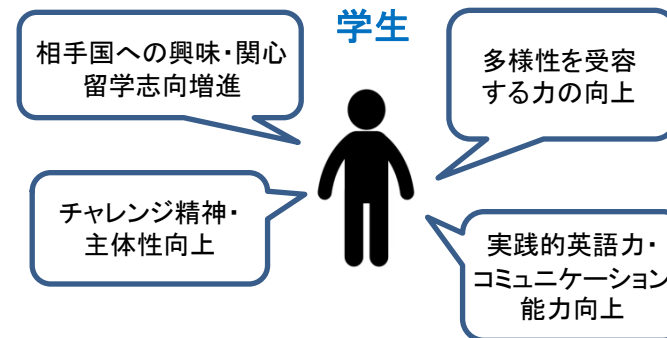 学生
相手国への興味・関心
留学志向増進
多様性を受容
する力の向上
チャレンジ精神・
主体性向上
実践的英語力・
コミュニケーション
能力向上